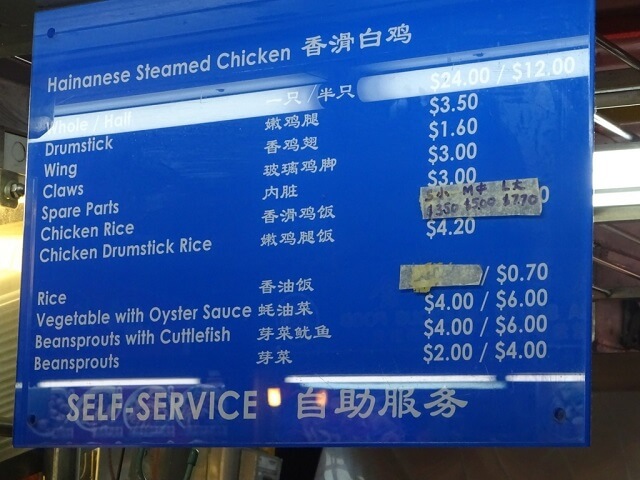 Hainanese Steamed Chicken 香滑白鸡
Whole / Half 一只/半只 $24.00 / $12.00
Drumstick 嫩鸡腿 $3.50
Wing 香鸡翅 $1.60
Claws 玻璃鸡脚 $3.00
Spare Parts 内脏 $3.00
Chicken Rice 香滑鸡饭 S小 M中 L大 $3.50 $5.00 $7.70 0
Chicken Drumstick Rice 嫩鸡腿饭 $4.20
Rice 香油饭 / $0.70
Vegetable with Oyster Sauce 蚝油菜 $4.00 / $6.00
Beansprouts with Cuttlefish 芽菜鱿鱼 $4.00 / $6.00
Beansprouts 芽菜 $2.00 / $4.00
SELF-SERVICE 自助服务